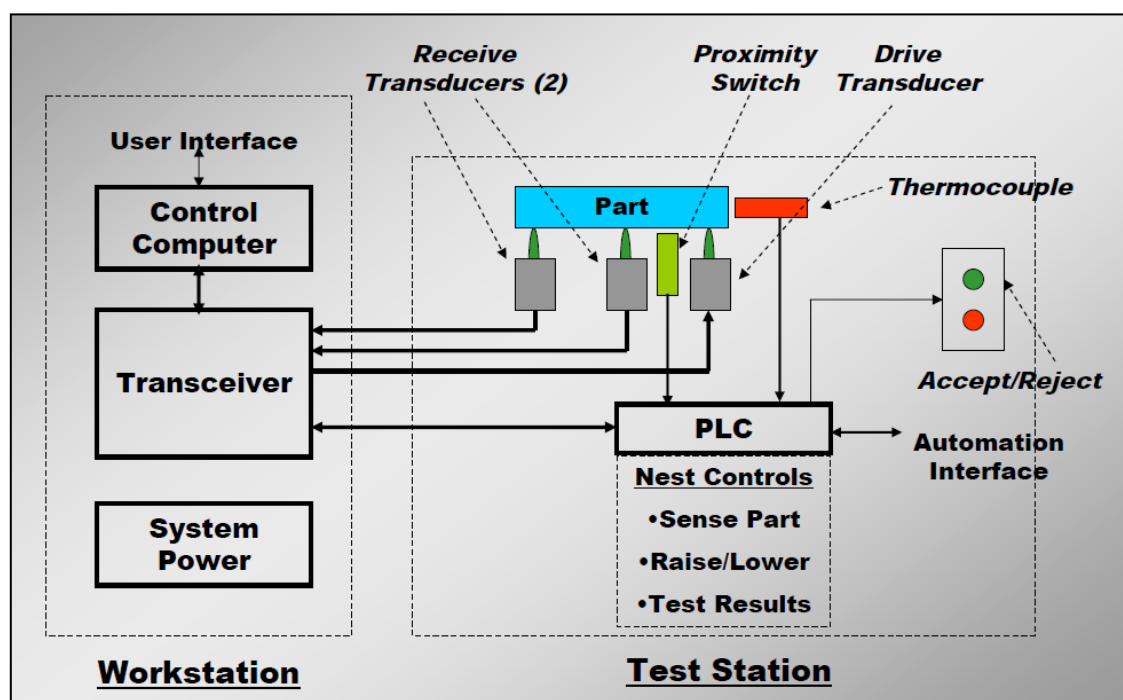 Receive
Transducers (2)
Proximity
Switch
Drive
Transducer
User Interface
Control
Computer
Transceiver
System
Power
Workstation
Part
Thermocouple
Accept/Reject
PLC
Automation
Interface
Nest Controls
•Sense Part
•Raise/Lower
•Test Results
Test Station